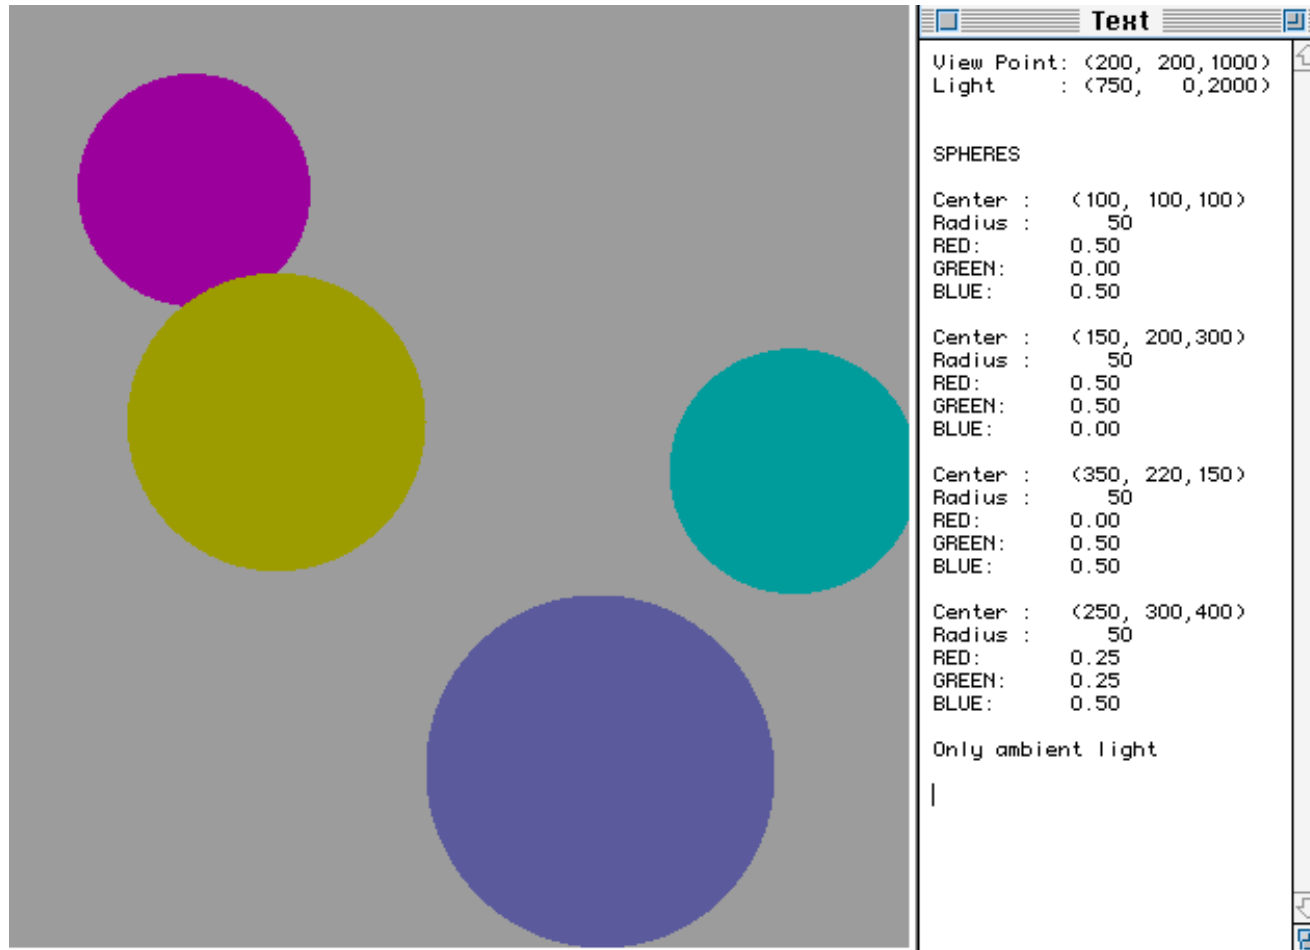 Text
View Point: (200, 200,1000)
Light     : (750,   0,2000)
SPHERES
Center :   (100, 100,100)
Radius :      50
RED:        0.50
GREEN:      0.00
BLUE:       0.50
Center :   (150, 200,300)
Radius :      50
RED:        0.50
GREEN:      0.50
BLUE:       0.00
Center :   (350, 220,150)
Radius :      50
RED:        0.00
GREEN:      0.50
BLUE:       0.50
Center :   (250, 300,400)
Radius :      50
RED:        0.25
GREEN:      0.25
BLUE:       0.50
Only ambient light